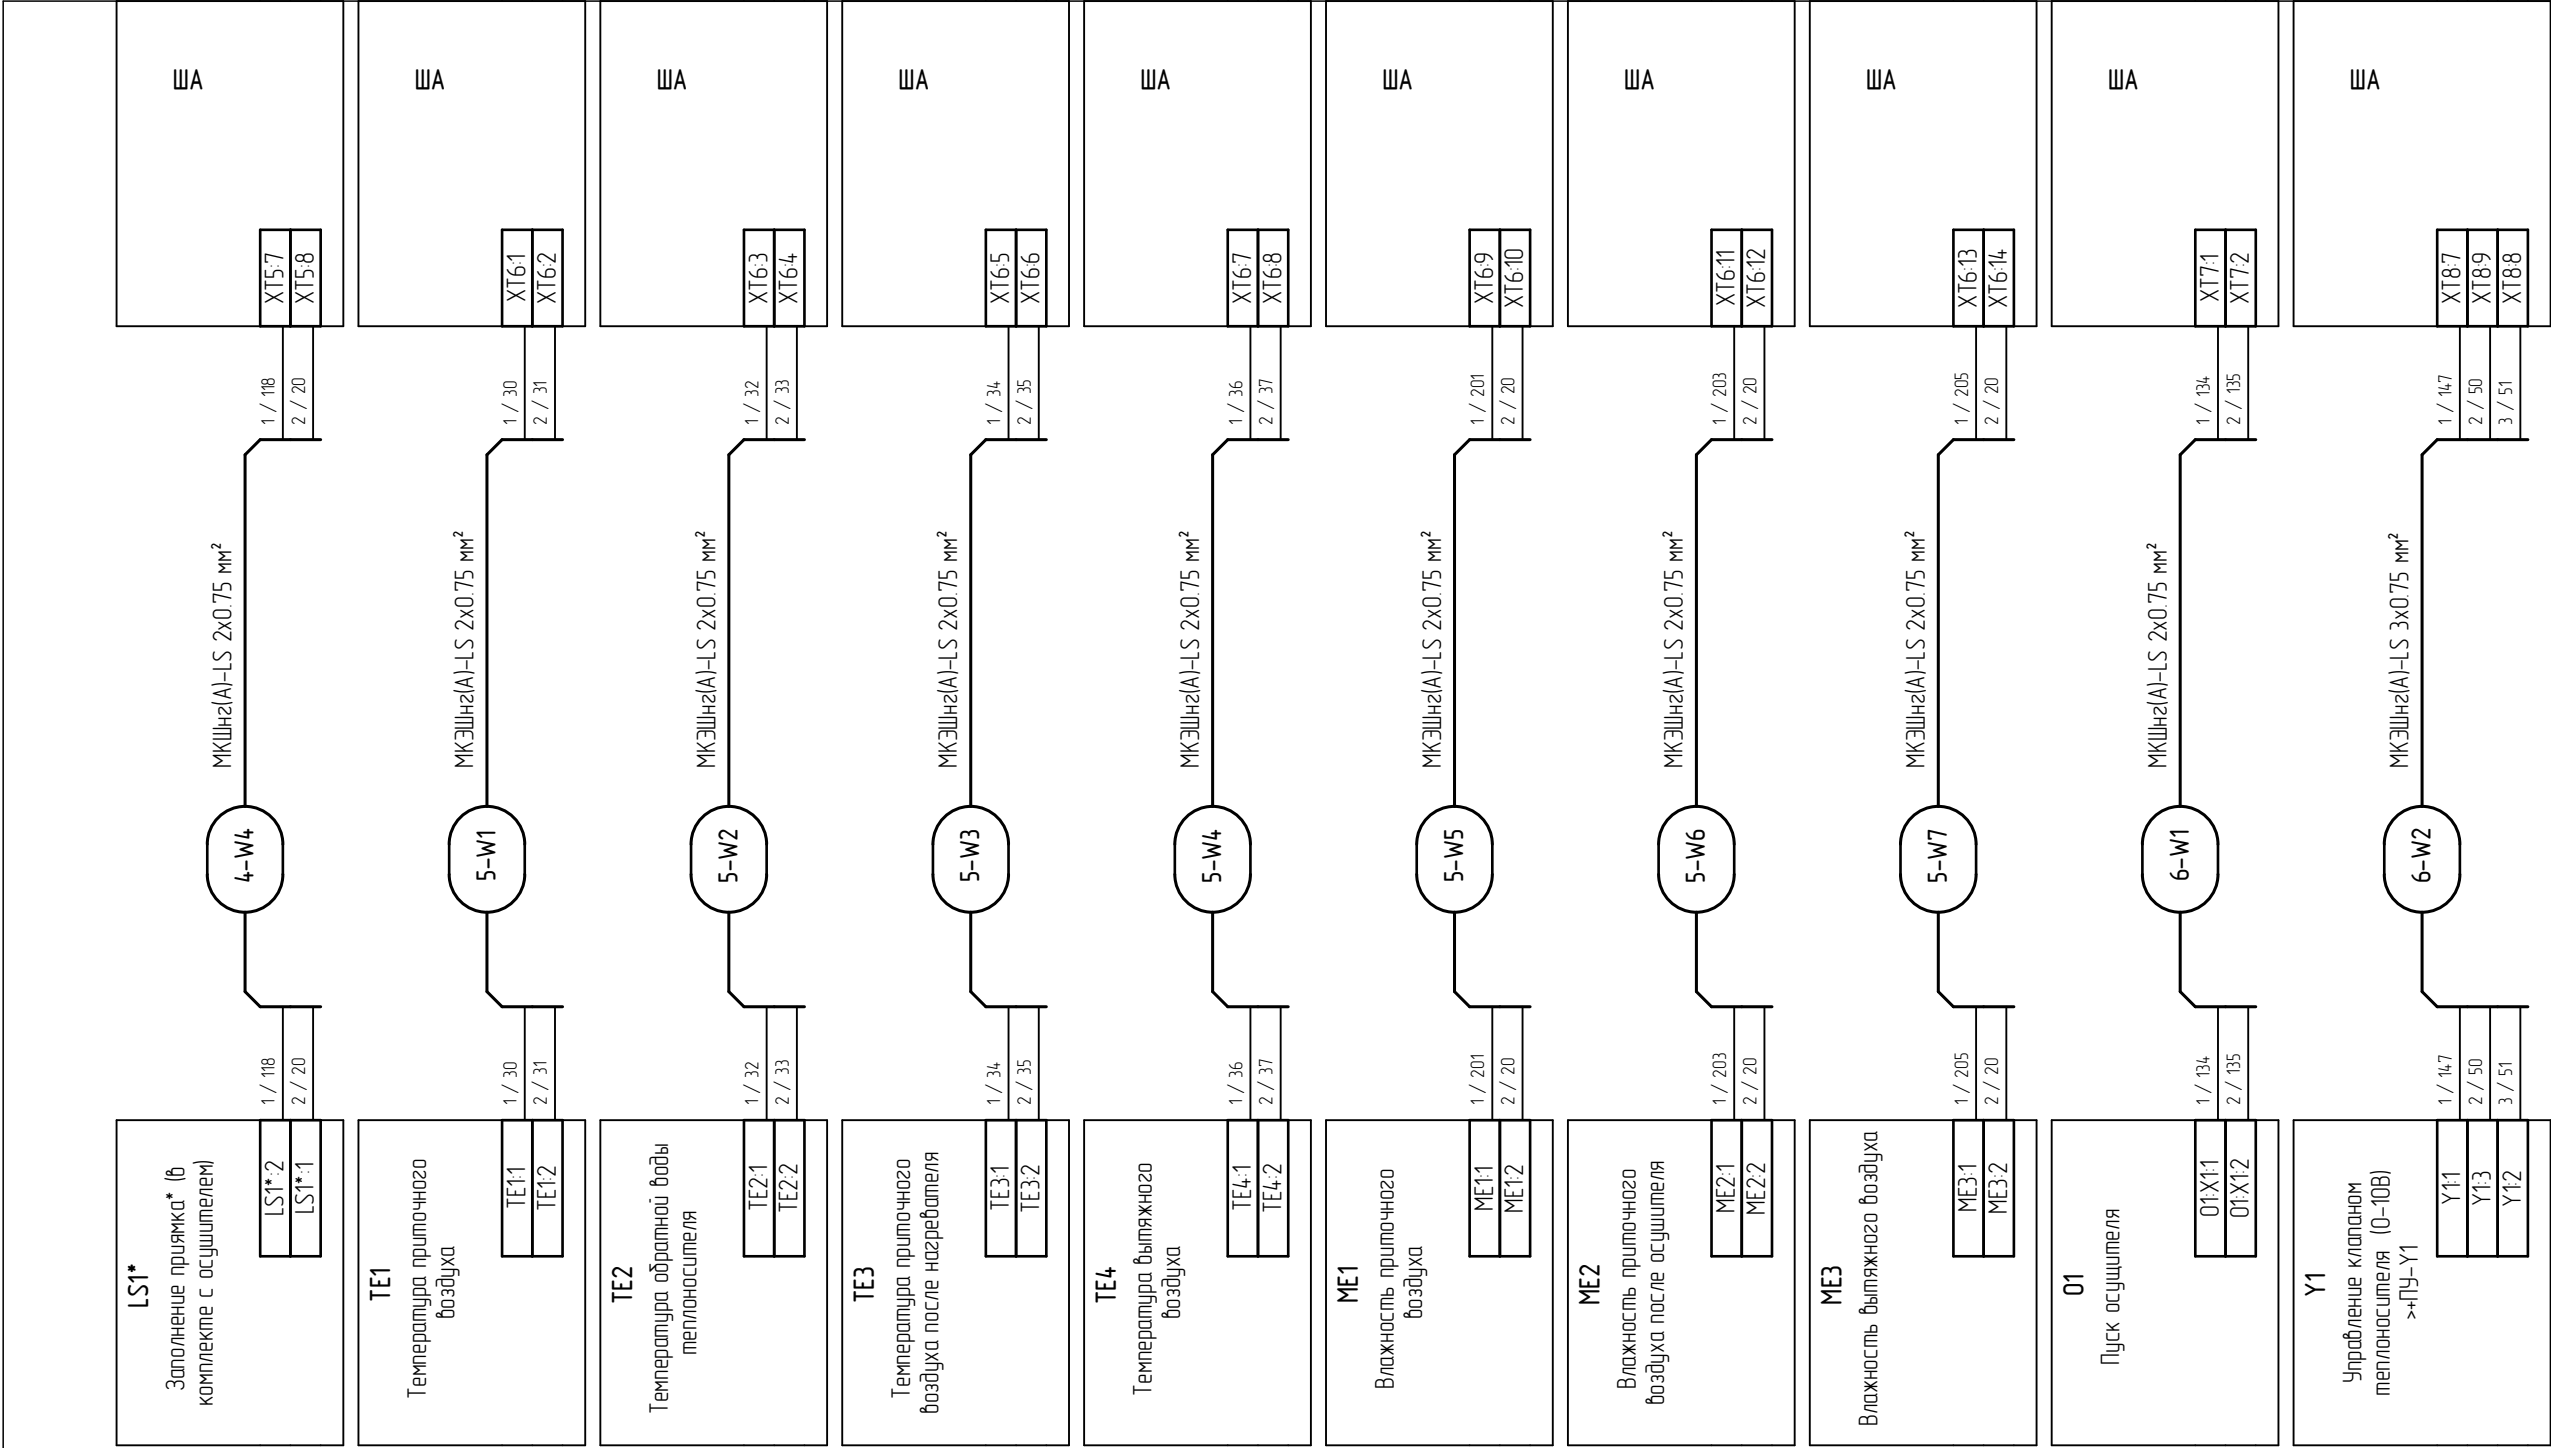 LS1*
Заполнение приямка* (в
комплекте с осушителем)
LS1*:2
LS1*:1
1 / 118
2 / 20
4-W4
МКШнг(А)-LS 2x0.75 мм²
1 / 118
2 / 20
XT5:7
XT5:8
ША
TE1
Температура приточного
воздуха
TE1:1
TE1:2
1 / 30
2 / 31
5-W1
МКЭШнг(А)-LS 2x0.75 мм²
1 / 30
2 / 31
XT6:1
XT6:2
ША
TE2
Температура обратной воды
теплоносителя
TE2:1
TE2:2
1 / 32
2 / 33
5-W2
МКЭШнг(А)-LS 2x0.75 мм²
1 / 32
2 / 33
XT6:3
XT6:4
ША
TE3
Температура приточного
воздуха после нагревателя
TE3:1
TE3:2
1 / 34
2 / 35
5-W3
МКЭШнг(А)-LS 2x0.75 мм²
1 / 34
2 / 35
XT6:5
XT6:6
ША
TE4
Температура вытяжного
воздуха
TE4:1
TE4:2
1 / 36
2 / 37
5-W4
МКЭШнг(А)-LS 2x0.75 мм²
1 / 36
2 / 37
XT6:7
XT6:8
ША
ME1
Влажность приточного
воздуха
ME1:1
ME1:2
1 / 201
2 / 20
5-W5
МКЭШнг(А)-LS 2x0.75 мм²
1 / 201
2 / 20
XT6:9
XT6:10
ША
ME2
Влажность приточного
воздуха после осушителя
ME2:1
ME2:2
1 / 203
2 / 20
5-W6
МКЭШнг(А)-LS 2x0.75 мм²
1 / 203
2 / 20
XT6:11
XT6:12
ША
ME3
Влажность вытяжного воздуха
ME3:1
ME3:2
1 / 205
2 / 20
5-W7
МКЭШнг(А)-LS 2x0.75 мм²
1 / 205
2 / 20
XT6:13
XT6:14
ША
O1
Пуск осушителя
O1:X1:1
O1:X1:2
1 / 134
2 / 135
6-W1
МКШнг(А)-LS 2x0.75 мм²
1 / 134
2 / 135
XT7:1
XT7:2
ША
Y1
Управление клапаном
теплоносителя (0-10В)
>+ПУ-Y1
Y1:1
Y1:3
Y1:2
1 / 147
2 / 50
3 / 51
6-W2
МКЭШнг(А)-LS 3x0.75 мм²
1 / 147
2 / 50
3 / 51
XT8:7
XT8:9
XT8:8
ША